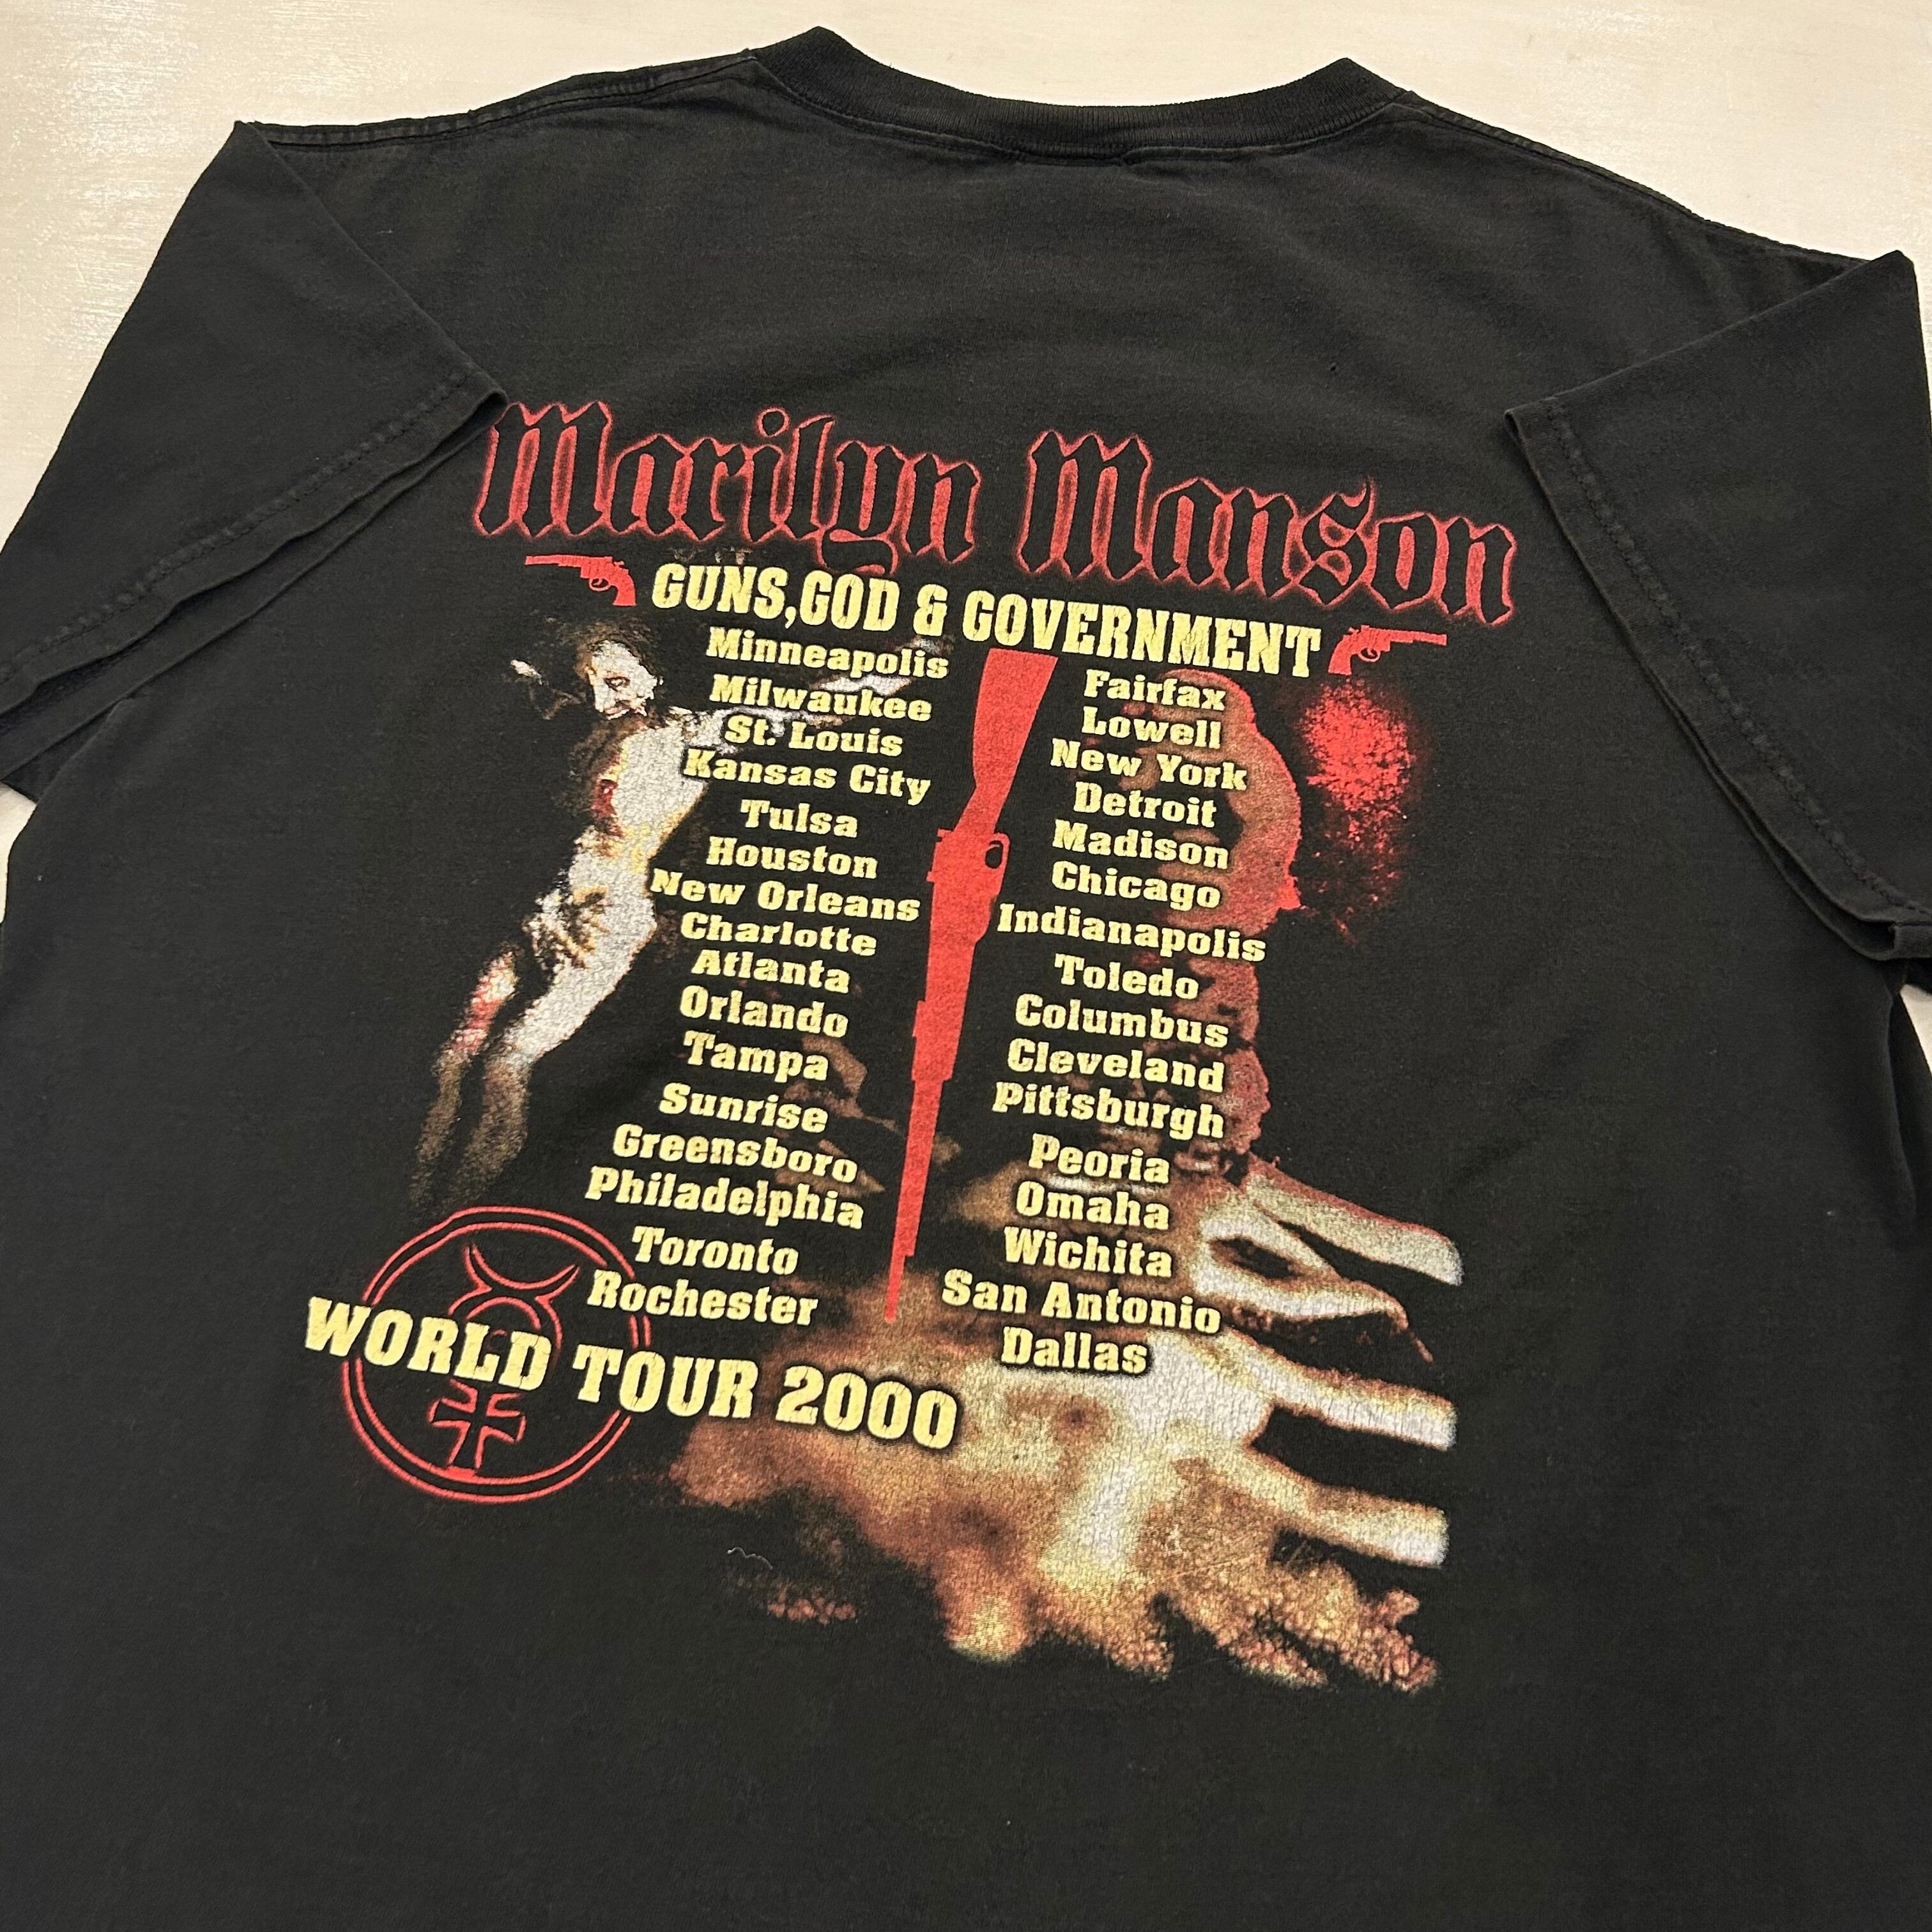 Marilyn Manson
GUNS, GOD & GOVERNMENT
Minneapolis
Milwaukee
St. Louis
Kansas City
Tulsa
Houston
New Orleans
Charlotte
Atlanta
Orlando
Tampa
Sunrise
Greensboro
Philadelphia
Toronto
Rochester
Fairfax
Lowell
New York
Detroit
Madison
Chicago
Indianapolis
Toledo
Columbus
Cleveland
Pittsburgh
Peoria
Omaha
Wichita
San Antonio
Dallas
WORLD TOUR 2000